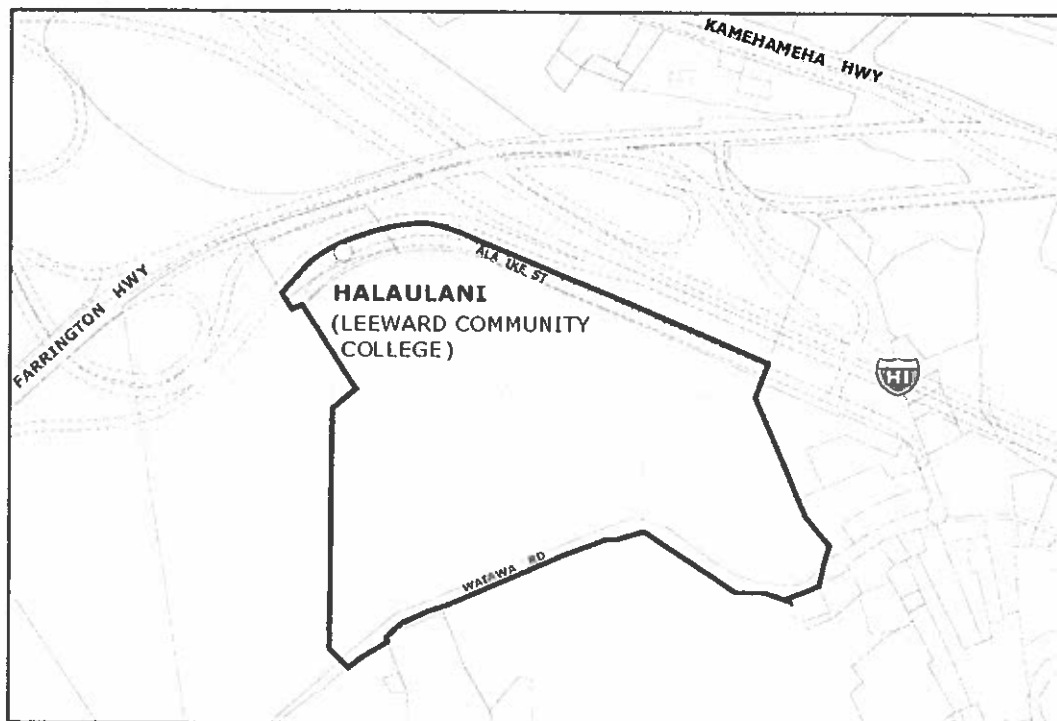 KAMEHAMEHA HWY
FARRINGTON HWY
ALA IKE ST
HALAULANI
(LEEWARD COMMUNITY
COLLEGE)
H1
WAIAWA RD